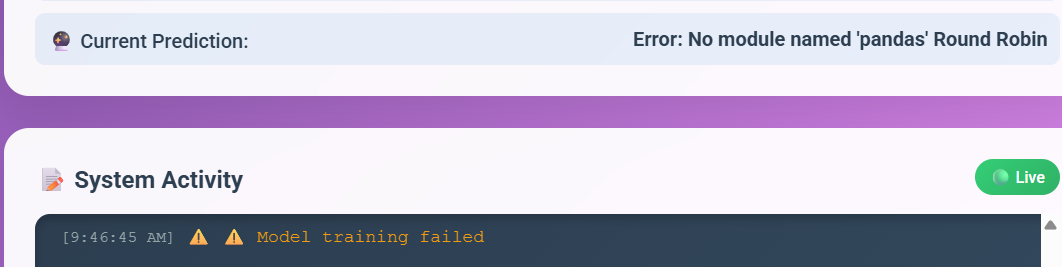 Current Prediction:
Error: No module named 'pandas' Round Robin
System Activity
Live
[9:46:45 AM] ⚠️ ⚠️ Model training failed